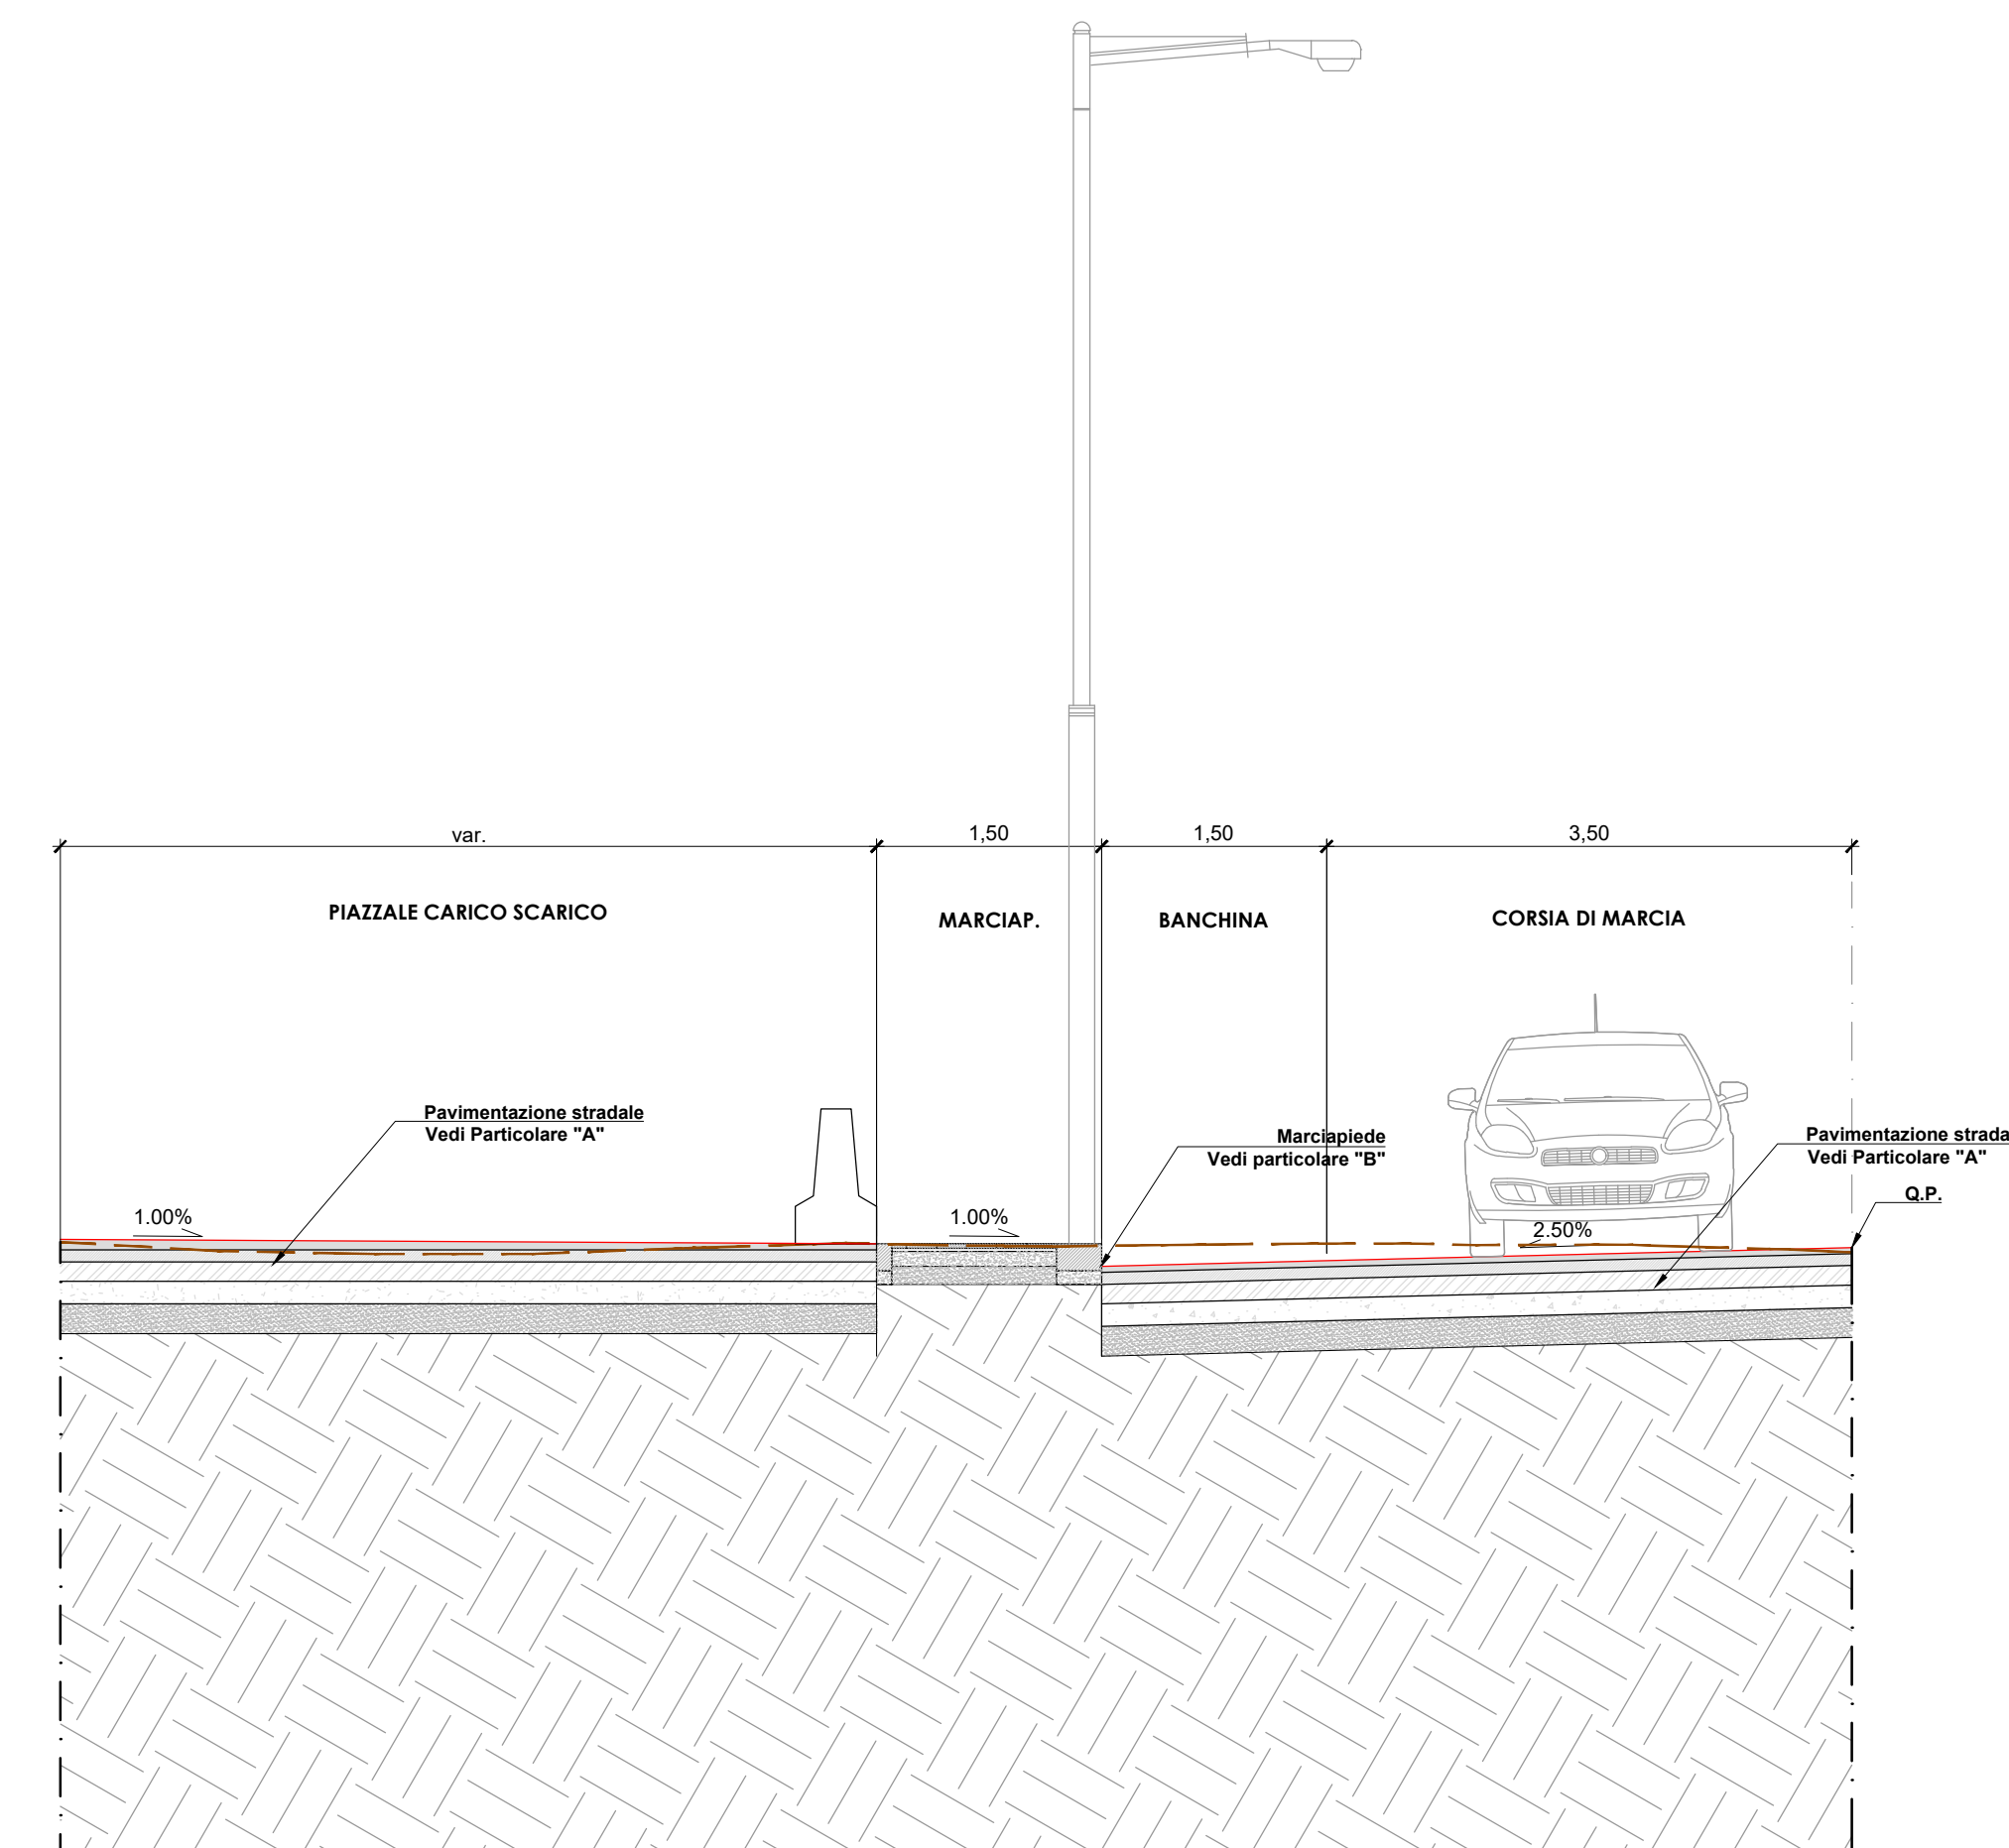 var.
1,50
1,50
3,50
PIAZZALE CARICO SCARICO
MARCIAP.
BANCHINA
CORSIA DI MARCIA
Pavimentazione stradale
Vedi Particolare "A"
Marciapiede
Vedi particolare "B"
Pavimentazione strada
Vedi Particolare "A"
Q.P.
1.00%
1.00%
2.50%